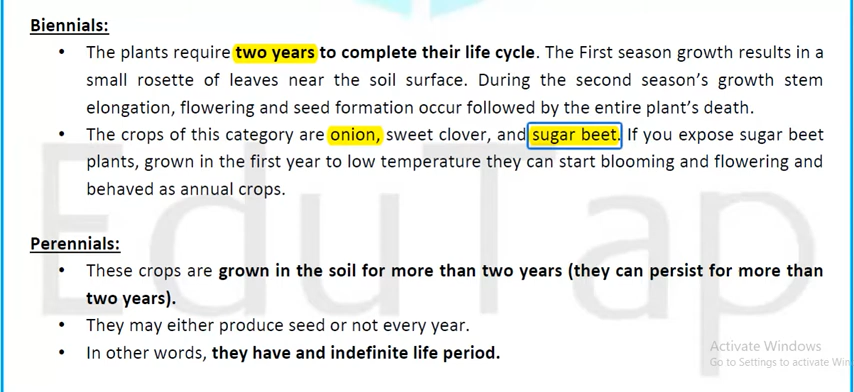 Biennials:
• The plants require two years to complete their life cycle. The First season growth results in a
small rosette of leaves near the soil surface. During the second season’s growth stem
elongation, flowering and seed formation occur followed by the entire plant’s death.
• The crops of this category are onion, sweet clover, and sugar beet. If you expose sugar beet
plants, grown in the first year to low temperature they can start blooming and flowering and
behaved as annual crops.
Perennials:
• These crops are grown in the soil for more than two years (they can persist for more than
two years).
• They may either produce seed or not every year.
• In other words, they have and indefinite life period.
EduTap
Activate Windows
Go to Settings to activate Win